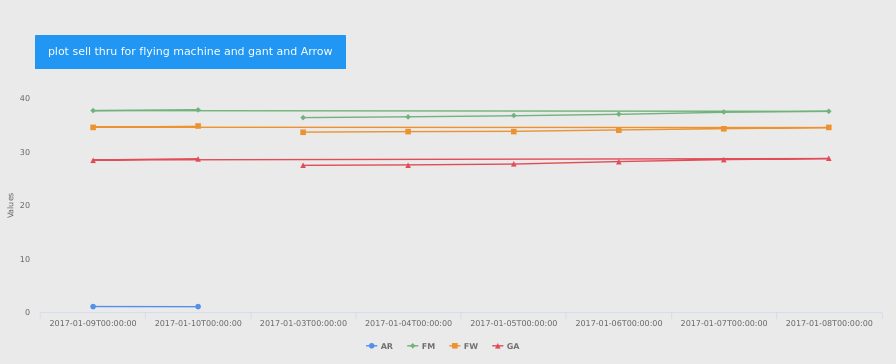 plot sell thru for flying machine and gant and Arrow
40
30
20
10
0
Values
2017-01-09T00:00:00 2017-01-10T00:00:00 2017-01-03T00:00:00 2017-01-04T00:00:00 2017-01-05T00:00:00 2017-01-06T00:00:00 2017-01-07T00:00:00 2017-01-08T00:00:00
AR FM FW GA